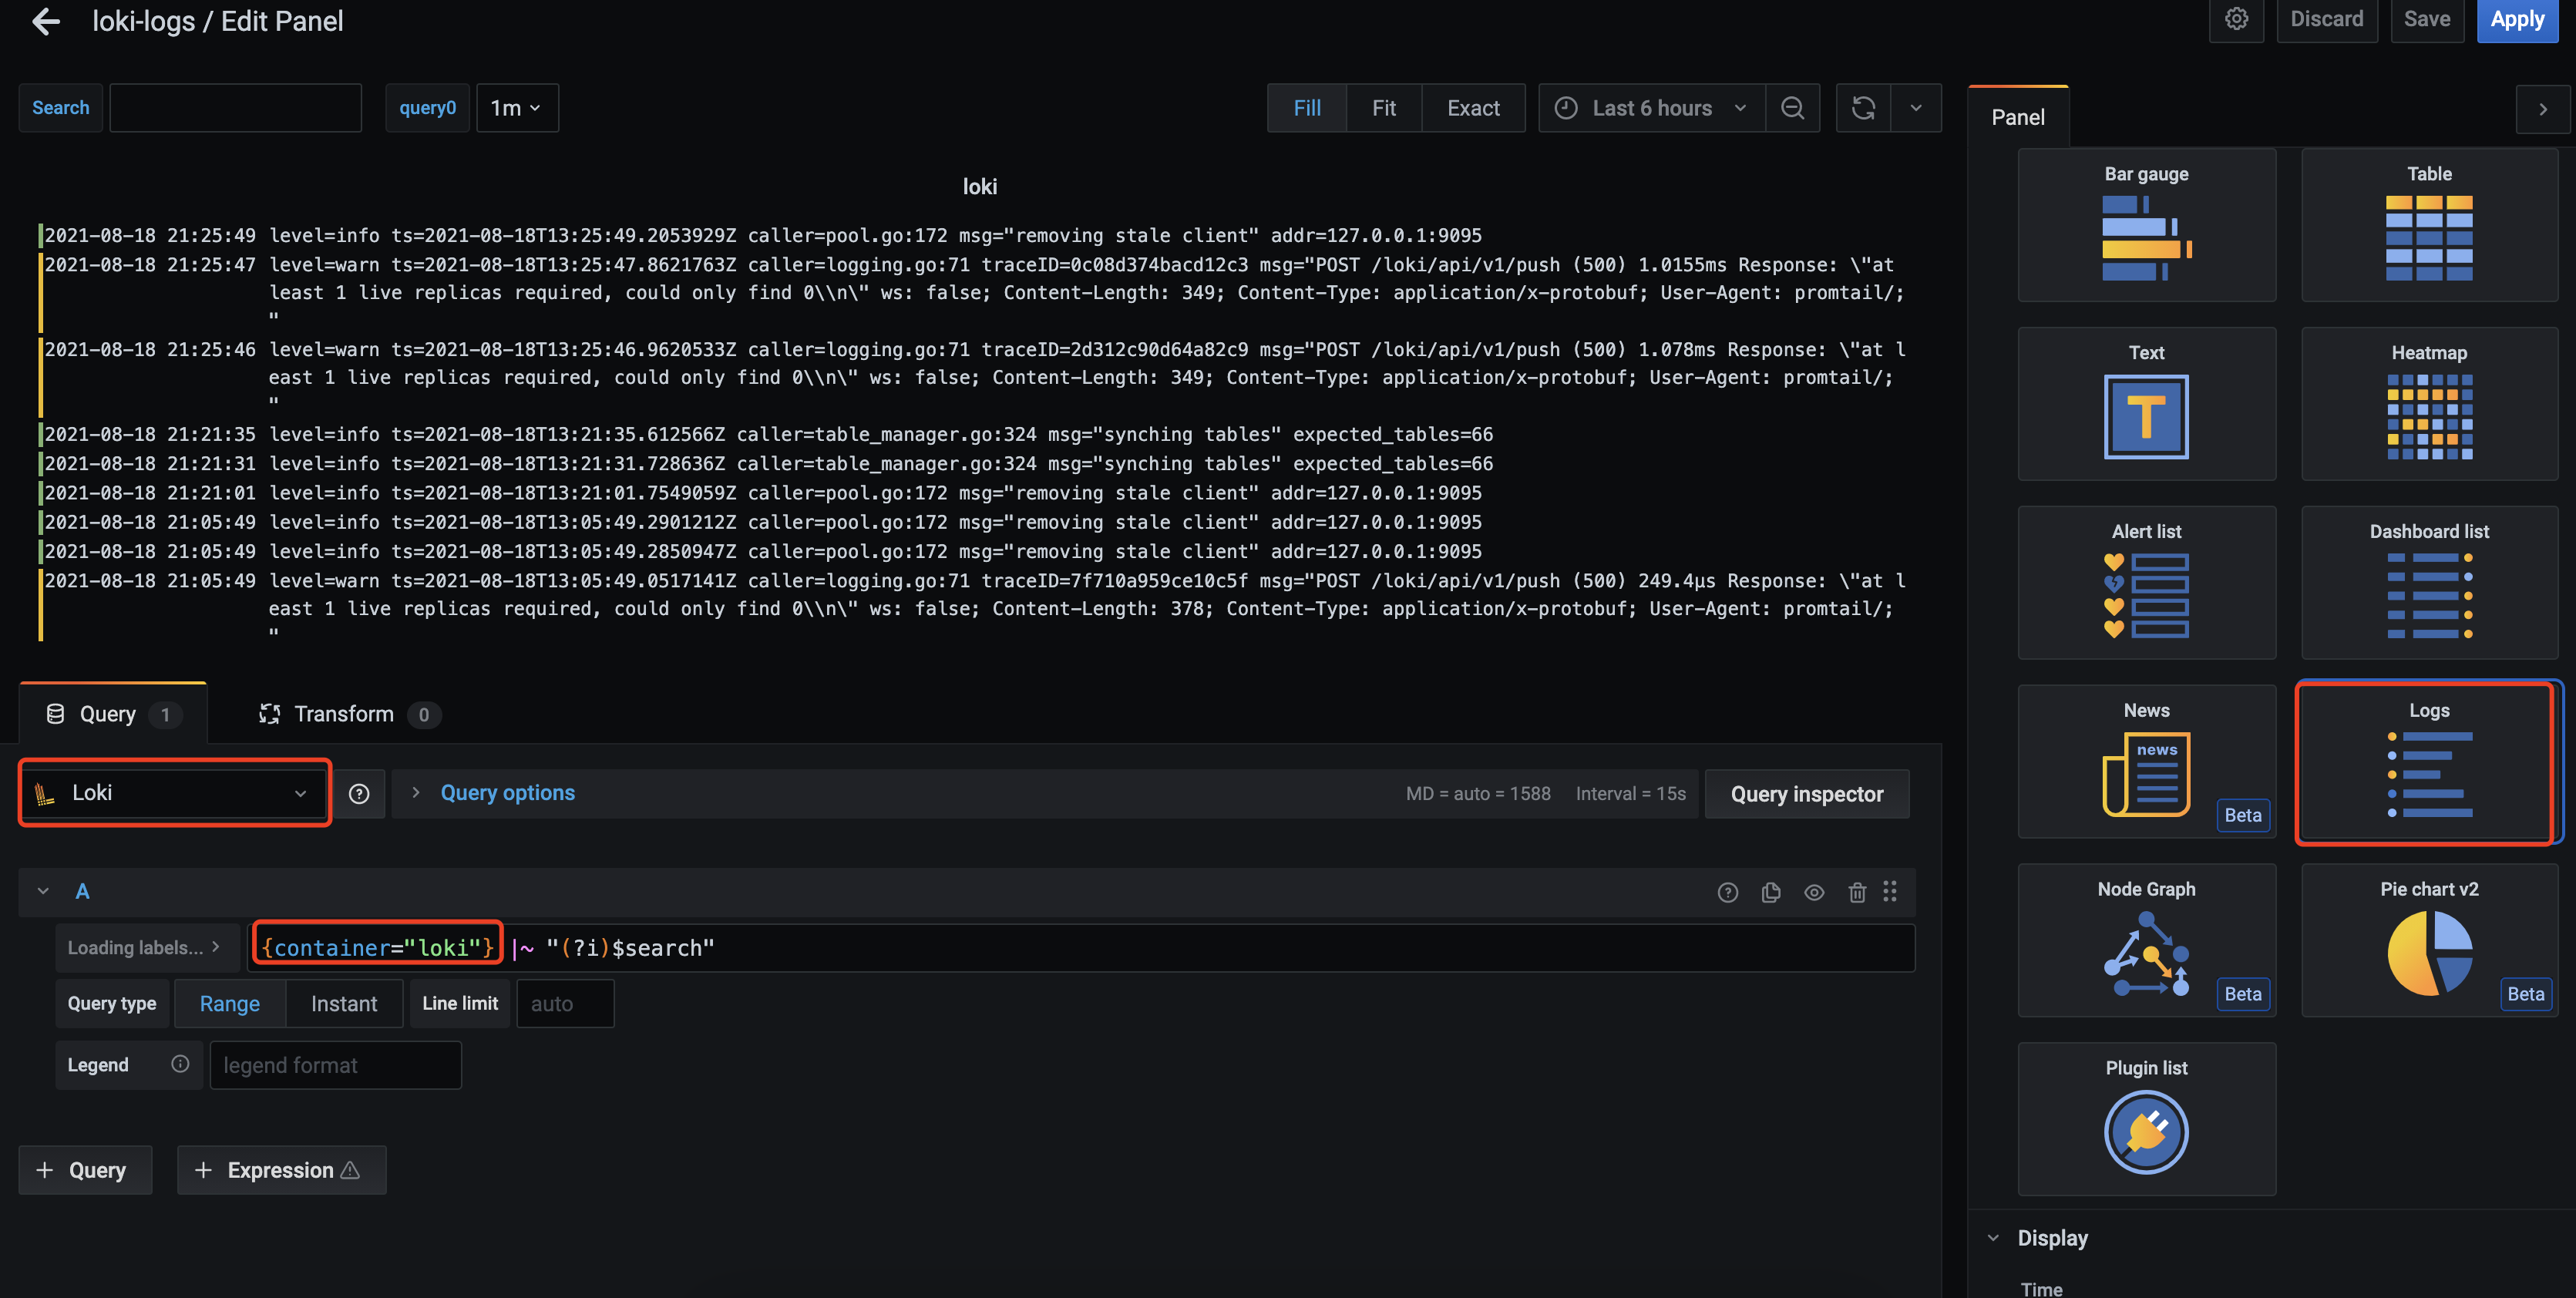 loki-logs / Edit Panel
Discard
Save
Apply
Search
query0
1m
Fill
Fit
Exact
Last 6 hours
Panel
loki
2021-08-18 21:25:49 level=info ts=2021-08-18T13:25:49.2053929Z caller=pool.go:172 msg="removing stale client" addr=127.0.0.1:9095
2021-08-18 21:25:47 level=warn ts=2021-08-18T13:25:47.8621763Z caller=logging.go:71 traceID=0c08d374bacd12c3 msg="POST /loki/api/v1/push (500) 1.0155ms Response: \"at
least 1 live replicas required, could only find 0\\n\" ws: false; Content-Length: 349; Content-Type: application/x-protobuf; User-Agent: promtail/;
"
2021-08-18 21:25:46 level=warn ts=2021-08-18T13:25:46.9620533Z caller=logging.go:71 traceID=2d312c90d64a82c9 msg="POST /loki/api/v1/push (500) 1.078ms Response: \"at l
east 1 live replicas required, could only find 0\\n\" ws: false; Content-Length: 349; Content-Type: application/x-protobuf; User-Agent: promtail/;
"
2021-08-18 21:21:35 level=info ts=2021-08-18T13:21:35.612566Z caller=table_manager.go:324 msg="synching tables" expected_tables=66
2021-08-18 21:21:31 level=info ts=2021-08-18T13:21:31.728636Z caller=table_manager.go:324 msg="synching tables" expected_tables=66
2021-08-18 21:21:01 level=info ts=2021-08-18T13:21:01.7549059Z caller=pool.go:172 msg="removing stale client" addr=127.0.0.1:9095
2021-08-18 21:05:49 level=info ts=2021-08-18T13:05:49.2901212Z caller=pool.go:172 msg="removing stale client" addr=127.0.0.1:9095
2021-08-18 21:05:49 level=info ts=2021-08-18T13:05:49.2850947Z caller=pool.go:172 msg="removing stale client" addr=127.0.0.1:9095
2021-08-18 21:05:49 level=warn ts=2021-08-18T13:05:49.0517141Z caller=logging.go:71 traceID=7f710a959ce10c5f msg="POST /loki/api/v1/push (500) 249.4µs Response: \"at l
east 1 live replicas required, could only find 0\\n\" ws: false; Content-Length: 378; Content-Type: application/x-protobuf; User-Agent: promtail/;
"
Query 1
Transform 0
Loki
Query options
MD = auto = 1588
Interval = 15s
Query inspector
A
Loading labels...
{container="loki"} |~ "(?i)$search"
Query type
Range
Instant
Line limit
auto
Legend
legend format
+ Query
+ Expression
Bar gauge
Table
Text
T
Heatmap
Alert list
Dashboard list
News
news
Beta
Logs
Node Graph
Beta
Pie chart v2
Beta
Plugin list
Display
Time